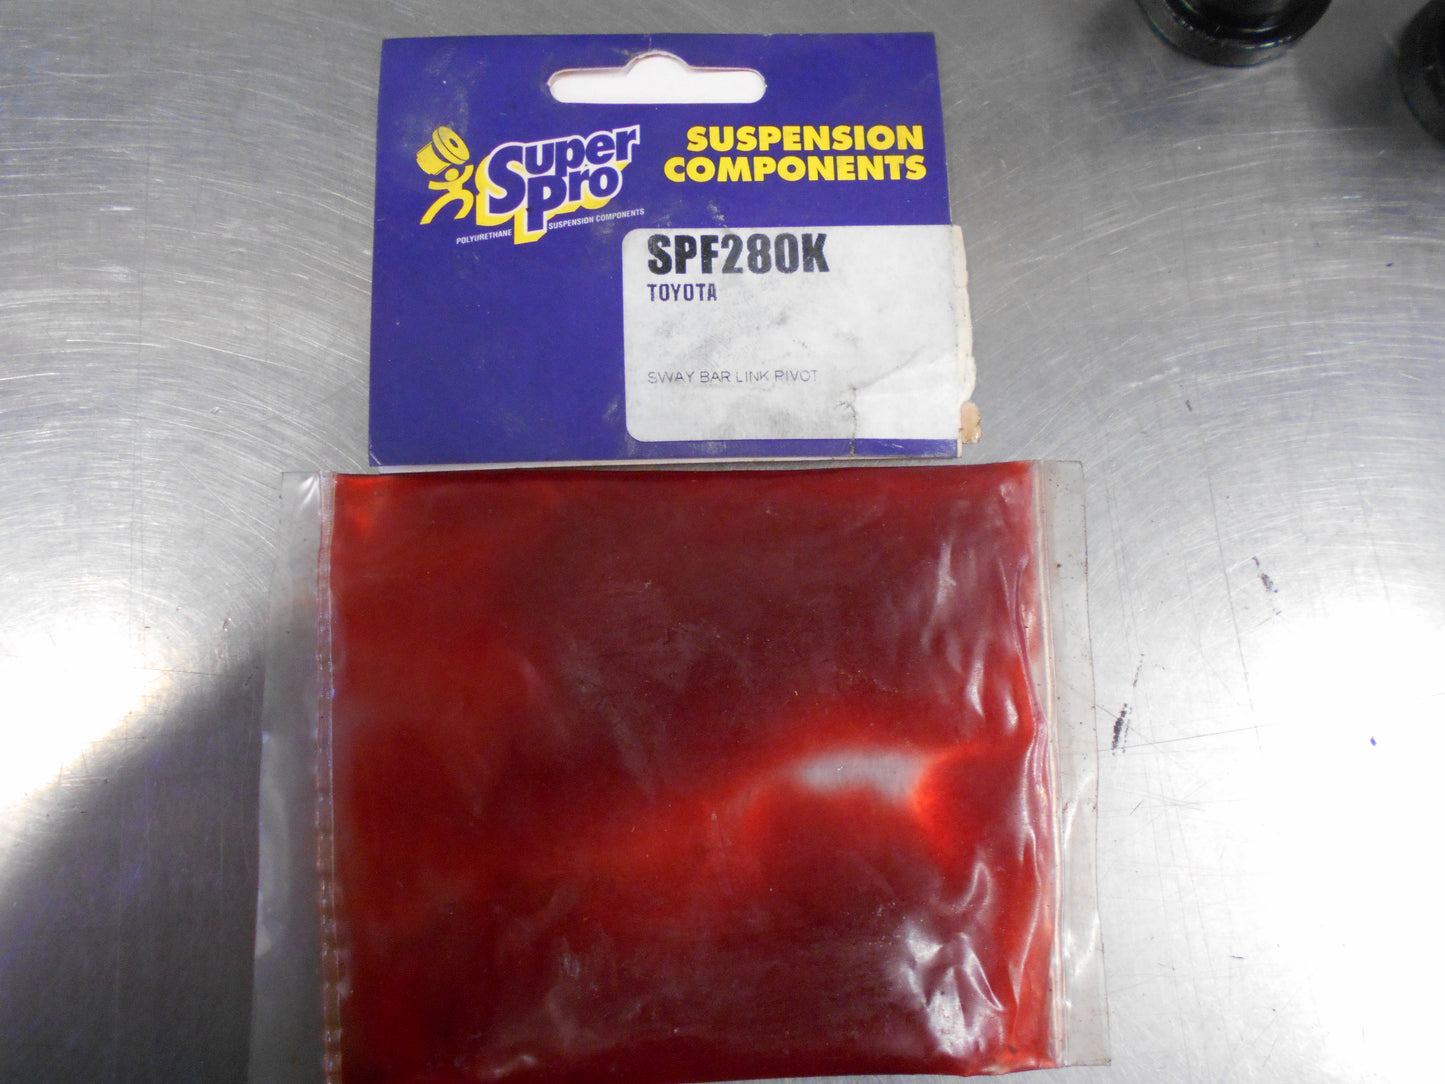 Super
Pro
POLYURETHANE SUSPENSION COMPONENTS
SUSPENSION
COMPONENTS
SPF280K
TOYOTA
SWAY BAR LINK PIVOT